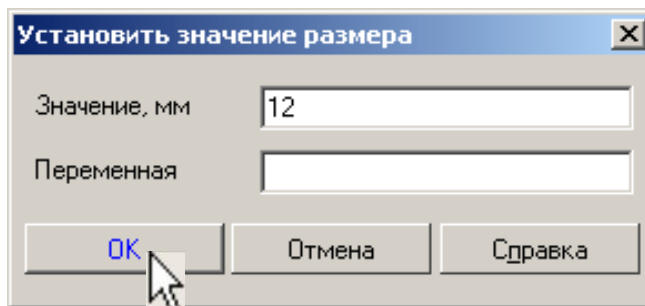 Установить значение размера
Значение, мм 12
Переменная
OK Отмена Справка